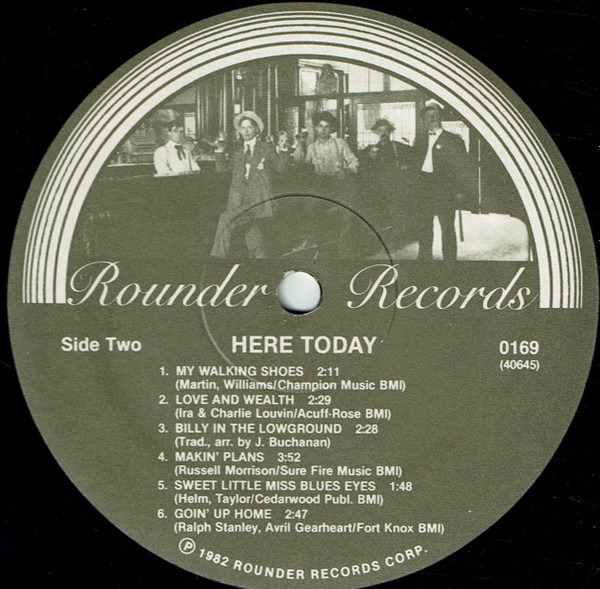 Rounder Records
Side Two
HERE TODAY
0169
(40645)
1. MY WALKING SHOES 2:11
(Martin, Williams/Champion Music BMI)
2. LOVE AND WEALTH 2:29
(Ira & Charlie Louvin/Acuff-Rose BMI)
3. BILLY IN THE LOWGROUND 2:28
(Trad., arr. by J. Buchanan)
4. MAKIN' PLANS 3:52
(Russell Morrison/Sure Fire Music BMI)
5. SWEET LITTLE MISS BLUES EYES 1:48
(Helm, Taylor/Cedarwood Publ. BMI)
6. GOIN' UP HOME 2:47
(Ralph Stanley, Avril Gearheart/Fort Knox BMI)
℗ 1982 ROUNDER RECORDS CORP.